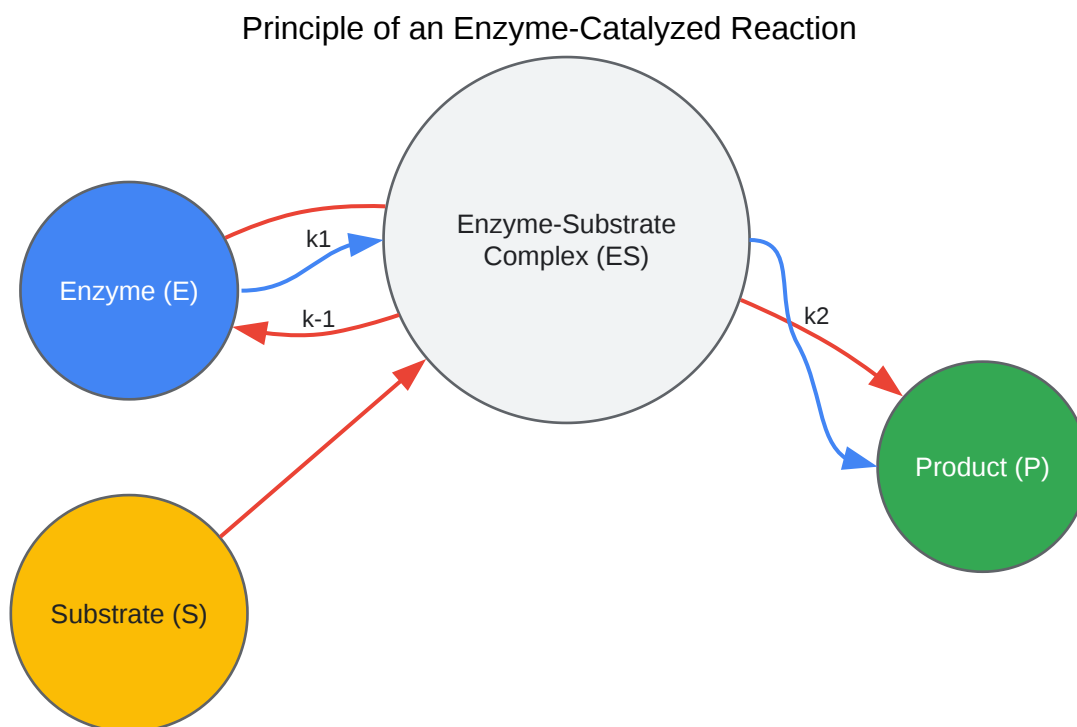 Principle of an Enzyme-Catalyzed Reaction
Enzyme-Substrate
Complex (ES)
k1
Enzyme (E)
k-1
k2
Product (P)
Substrate (S)